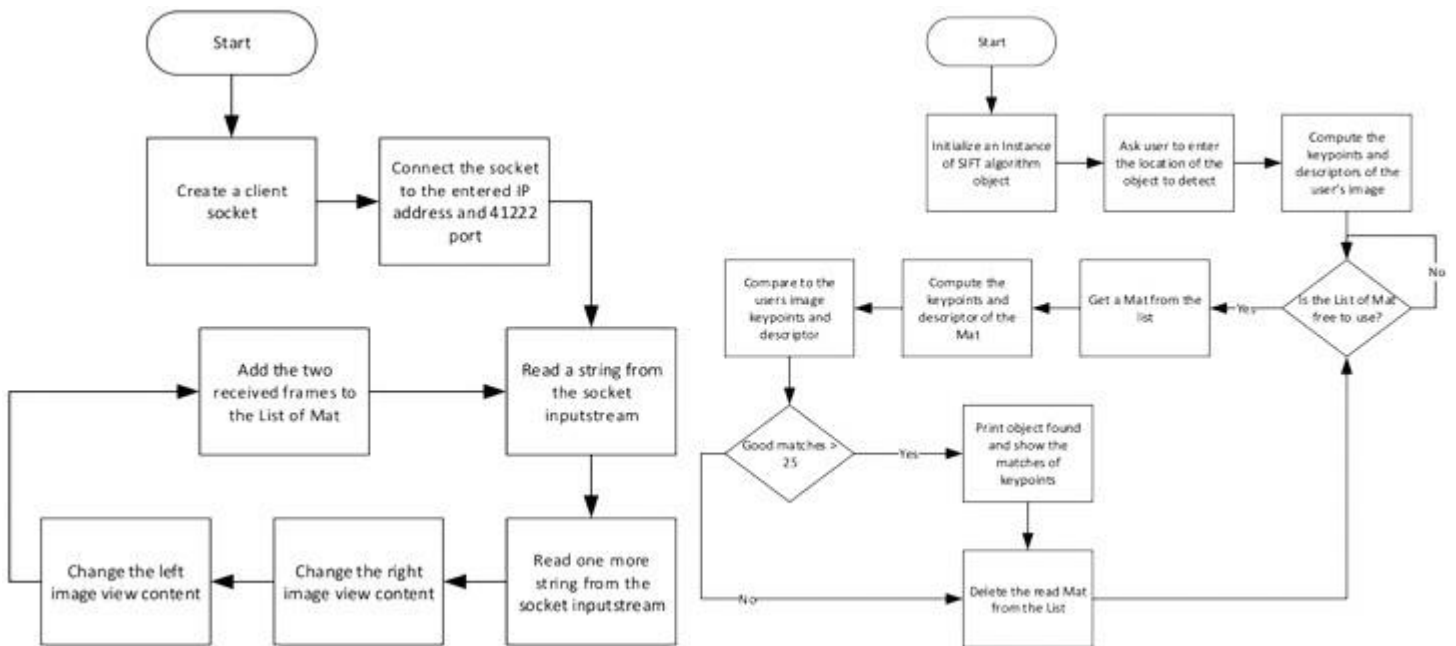 Start
Create a client
socket
Connect the socket
to the entered IP
address and 41222
port
Read a string from
the socket
inputstream
Read one more
string from the
socket inputstream
Change the right
image view content
Change the left
image view content
Add the two
received frames to
the List of Mat
Start
Initialize an Instance
of SIFT algorithm
object
Ask user to enter
the location of the
object to detect
Compute the
keypoints and
descriptors of the
user's image
Is the List of Mat
free to use?
No
Yes
Get a Mat from the
list
Compute the
keypoints and
descriptor of the
Mat
Compare to the
users image
keypoints and
descriptor
Good matches >
25
Yes
Print object found
and show the
matches of
keypoints
No
Delete the read Mat
from the List